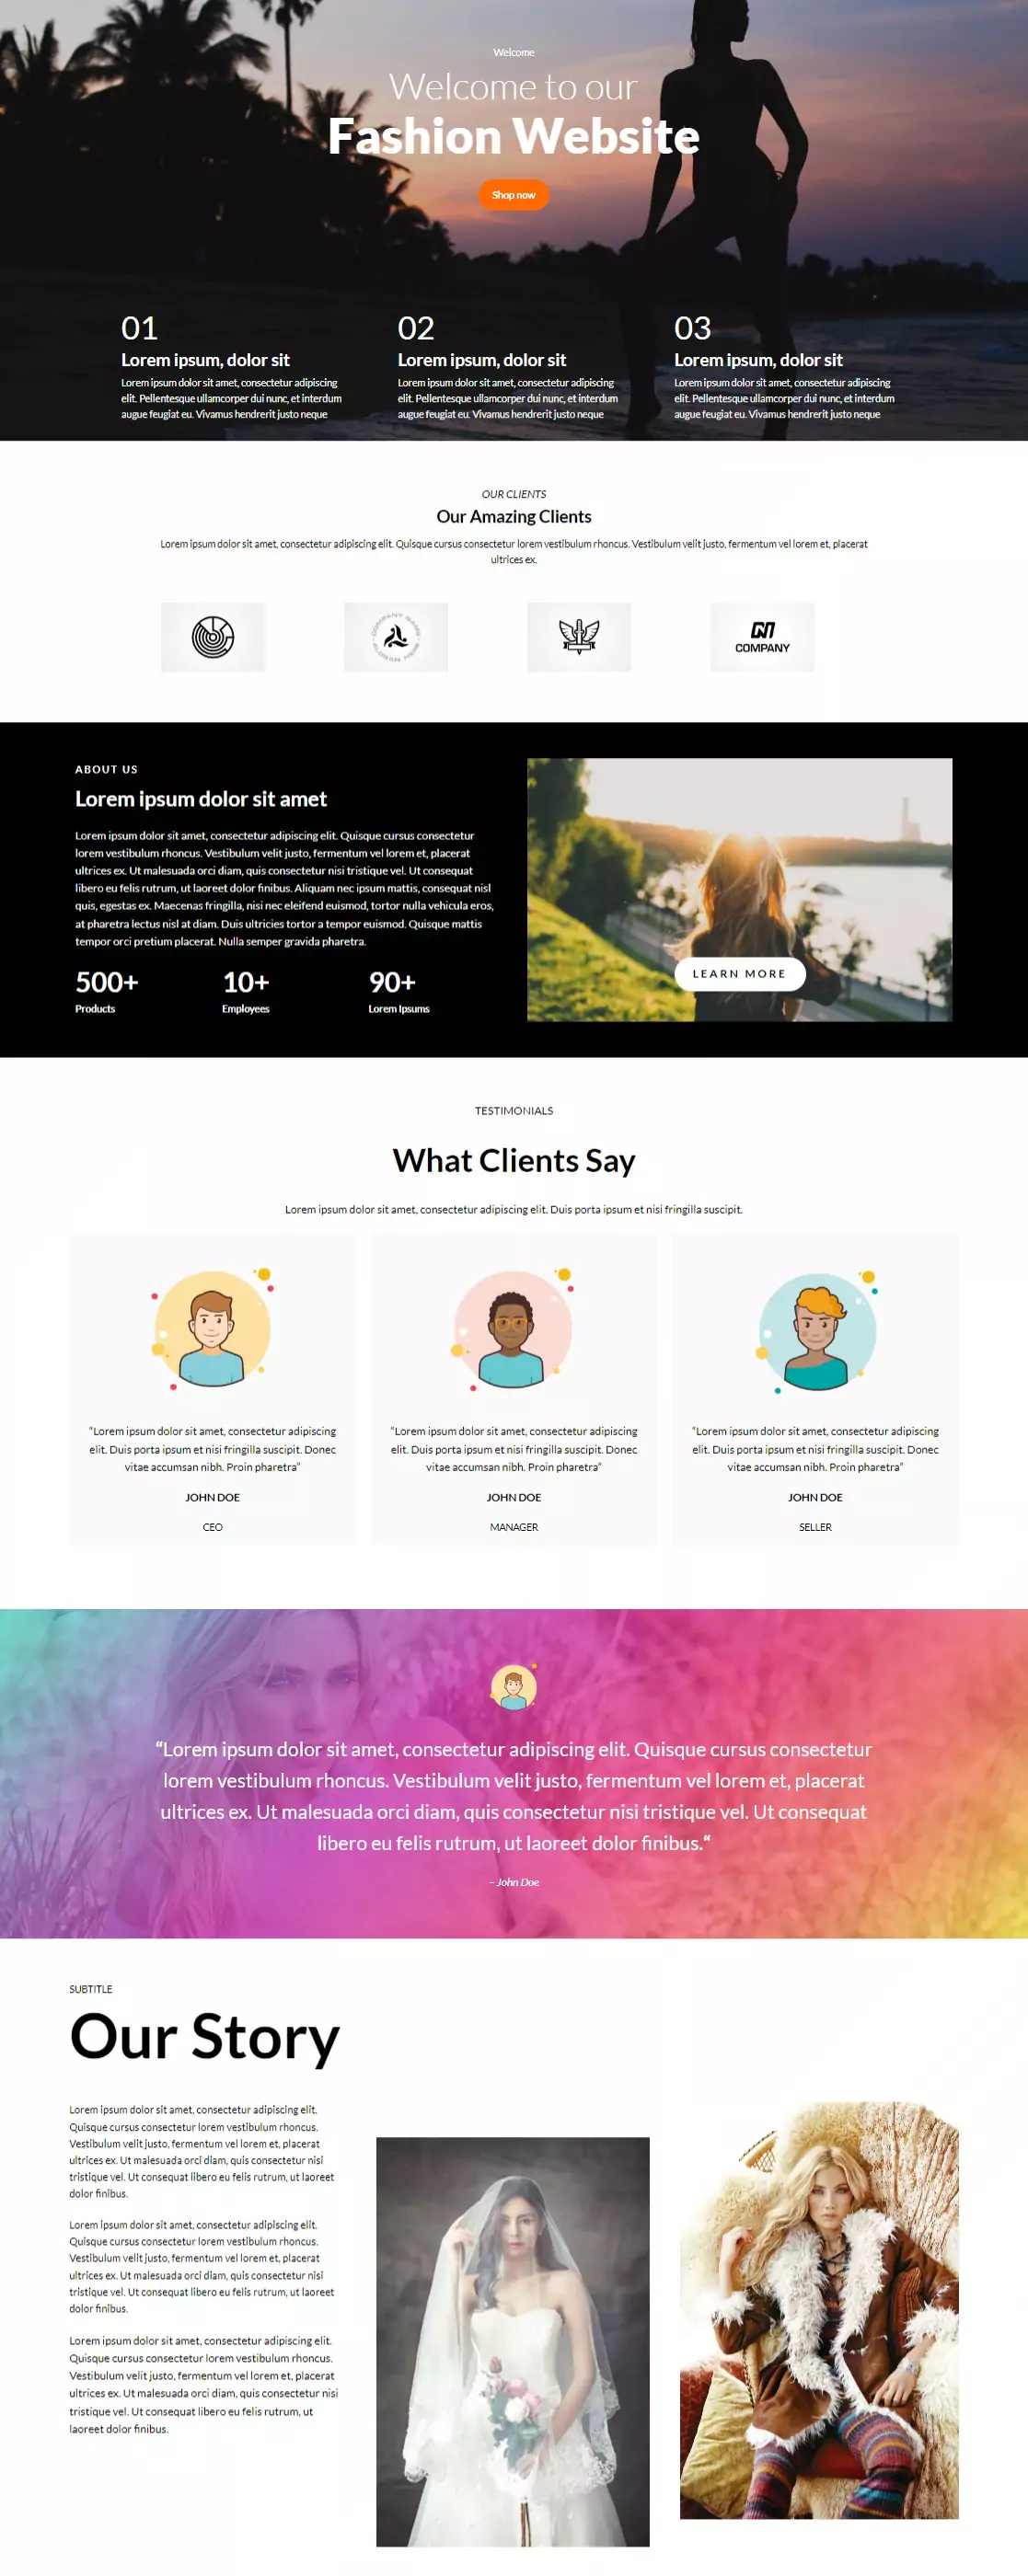 Welcome
Welcome to our
Fashion Website
Shop now
01
Lorem ipsum, dolor sit
Lorem ipsum dolor sit amet, consectetur adipiscing
elit. Pellentesque ullamcorper dui nunc, et interdum
augue feugiat eu. Vivamus hendrerit justo neque
02
Lorem ipsum, dolor sit
Lorem ipsum dolor sit amet, consectetur adipiscing
elit. Pellentesque ullamcorper dui nunc, et interdum
augue feugiat eu. Vivamus hendrerit justo neque
03
Lorem ipsum, dolor sit
Lorem ipsum dolor sit amet, consectetur adipiscing
elit. Pellentesque ullamcorper dui nunc, et interdum
augue feugiat eu. Vivamus hendrerit justo neque
OUR CLIENTS
Our Amazing Clients
Lorem ipsum dolor sit amet, consectetur adipiscing elit. Quisque cursus consectetur lorem vestibulum rhoncus. Vestibulum velit justo, fermentum vel lorem et, placerat
ultrices ex.
COMPANY NAME
COMPANY
ABOUT US
Lorem ipsum dolor sit amet
Lorem ipsum dolor sit amet, consectetur adipiscing elit. Quisque cursus consectetur
lorem vestibulum rhoncus. Vestibulum velit justo, fermentum vel lorem et, placerat
ultrices ex. Ut malesuada orci diam, quis consectetur nisi tristique vel. Ut consequat
libero eu felis rutrum, ut laoreet dolor finibus. Aliquam nec ipsum mattis, consequat nisl
quis, egestas ex. Maecenas fringilla, nisi nec eleifend euismod, tortor nulla vehicula eros,
at pharetra lectus nisl at diam. Duis ultricies tortor a tempor euismod. Quisque mattis
tempor orci pretium placerat. Nulla semper gravida pharetra.
500+
Products
10+
Employees
90+
Lorem Ipsums
LEARN MORE
TESTIMONIALS
What Clients Say
Lorem ipsum dolor sit amet, consectetur adipiscing elit. Duis porta ipsum et nisi fringilla suscipit.
“Lorem ipsum dolor sit amet, consectetur adipiscing
elit. Duis porta ipsum et nisi fringilla suscipit. Donec
vitae accumsan nibh. Proin pharetra”
JOHN DOE
CEO
“Lorem ipsum dolor sit amet, consectetur adipiscing
elit. Duis porta ipsum et nisi fringilla suscipit. Donec
vitae accumsan nibh. Proin pharetra”
JOHN DOE
MANAGER
“Lorem ipsum dolor sit amet, consectetur adipiscing
elit. Duis porta ipsum et nisi fringilla suscipit. Donec
vitae accumsan nibh. Proin pharetra”
JOHN DOE
SELLER
“Lorem ipsum dolor sit amet, consectetur adipiscing elit. Quisque cursus consectetur
lorem vestibulum rhoncus. Vestibulum velit justo, fermentum vel lorem et, placerat
ultrices ex. Ut malesuada orci diam, quis consectetur nisi tristique vel. Ut consequat
libero eu felis rutrum, ut laoreet dolor finibus.“
– John Doe
SUBTITLE
Our Story
Lorem ipsum dolor sit amet, consectetur adipiscing elit.
Quisque cursus consectetur lorem vestibulum rhoncus.
Vestibulum velit justo, fermentum vel lorem et, placerat
ultrices ex. Ut malesuada orci diam, quis consectetur nisi
tristique vel. Ut consequat libero eu felis rutrum, ut laoreet
dolor finibus.
Lorem ipsum dolor sit amet, consectetur adipiscing elit.
Quisque cursus consectetur lorem vestibulum rhoncus.
Vestibulum velit justo, fermentum vel lorem et, placerat
ultrices ex. Ut malesuada orci diam, quis consectetur nisi
tristique vel. Ut consequat libero eu felis rutrum, ut laoreet
dolor finibus.
Lorem ipsum dolor sit amet, consectetur adipiscing elit.
Quisque cursus consectetur lorem vestibulum rhoncus.
Vestibulum velit justo, fermentum vel lorem et, placerat
ultrices ex. Ut malesuada orci diam, quis consectetur nisi
tristique vel. Ut consequat libero eu felis rutrum, ut
laoreet dolor finibus.